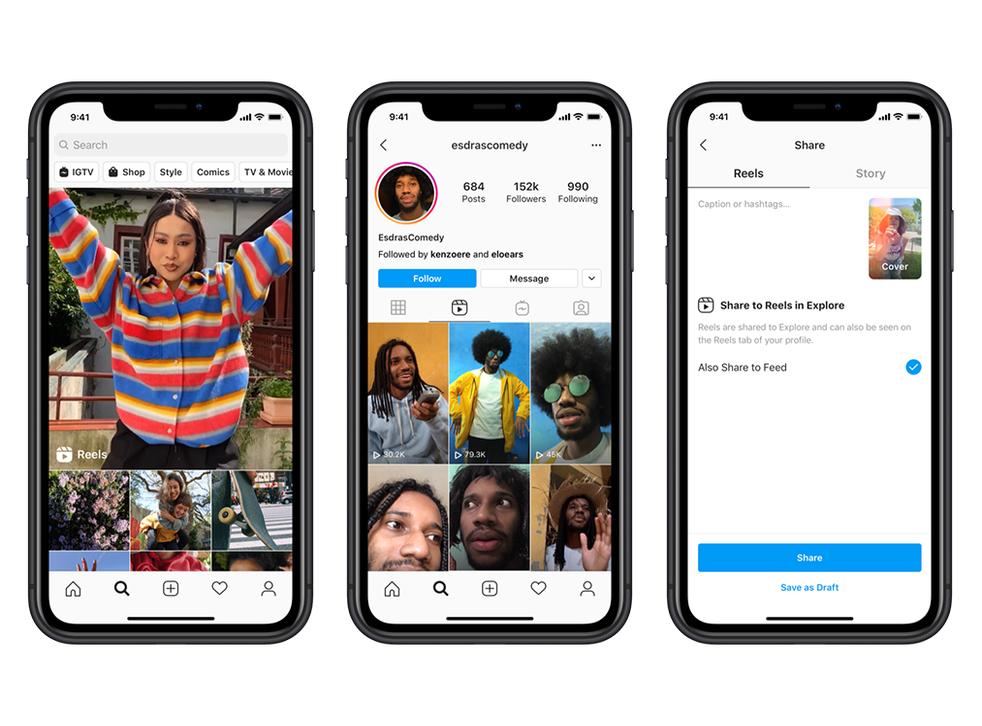 9:41
Search
IGTV
Shop
Style
Comics
TV & Movie
Reels
9:41
esdrascomedy
684
152k
990
Posts
Followers
Following
EsdrasComedy
Followed by kenzoere and eloears
Follow
Message
30.2K
79.3K
45K
9:41
Share
Reels
Story
Caption or hashtags...
Cover
Share to Reels in Explore
Reels are shared to Explore and can also be seen on
the Reels tab of your profile.
Also Share to Feed
Share
Save as Draft